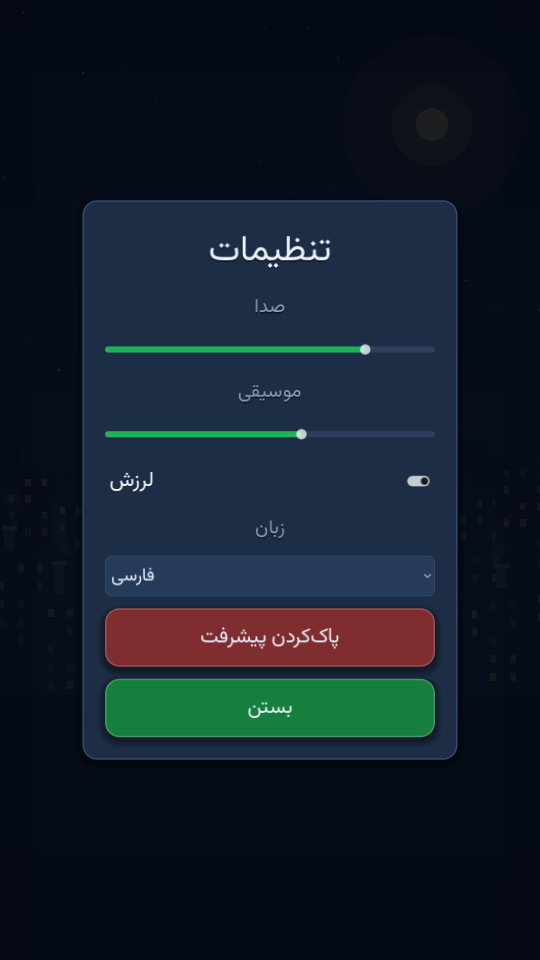 تنظیمات
صدا
موسیقی
لرزش
زبان
فارسی
پاک‌کردن پیشرفت
بستن